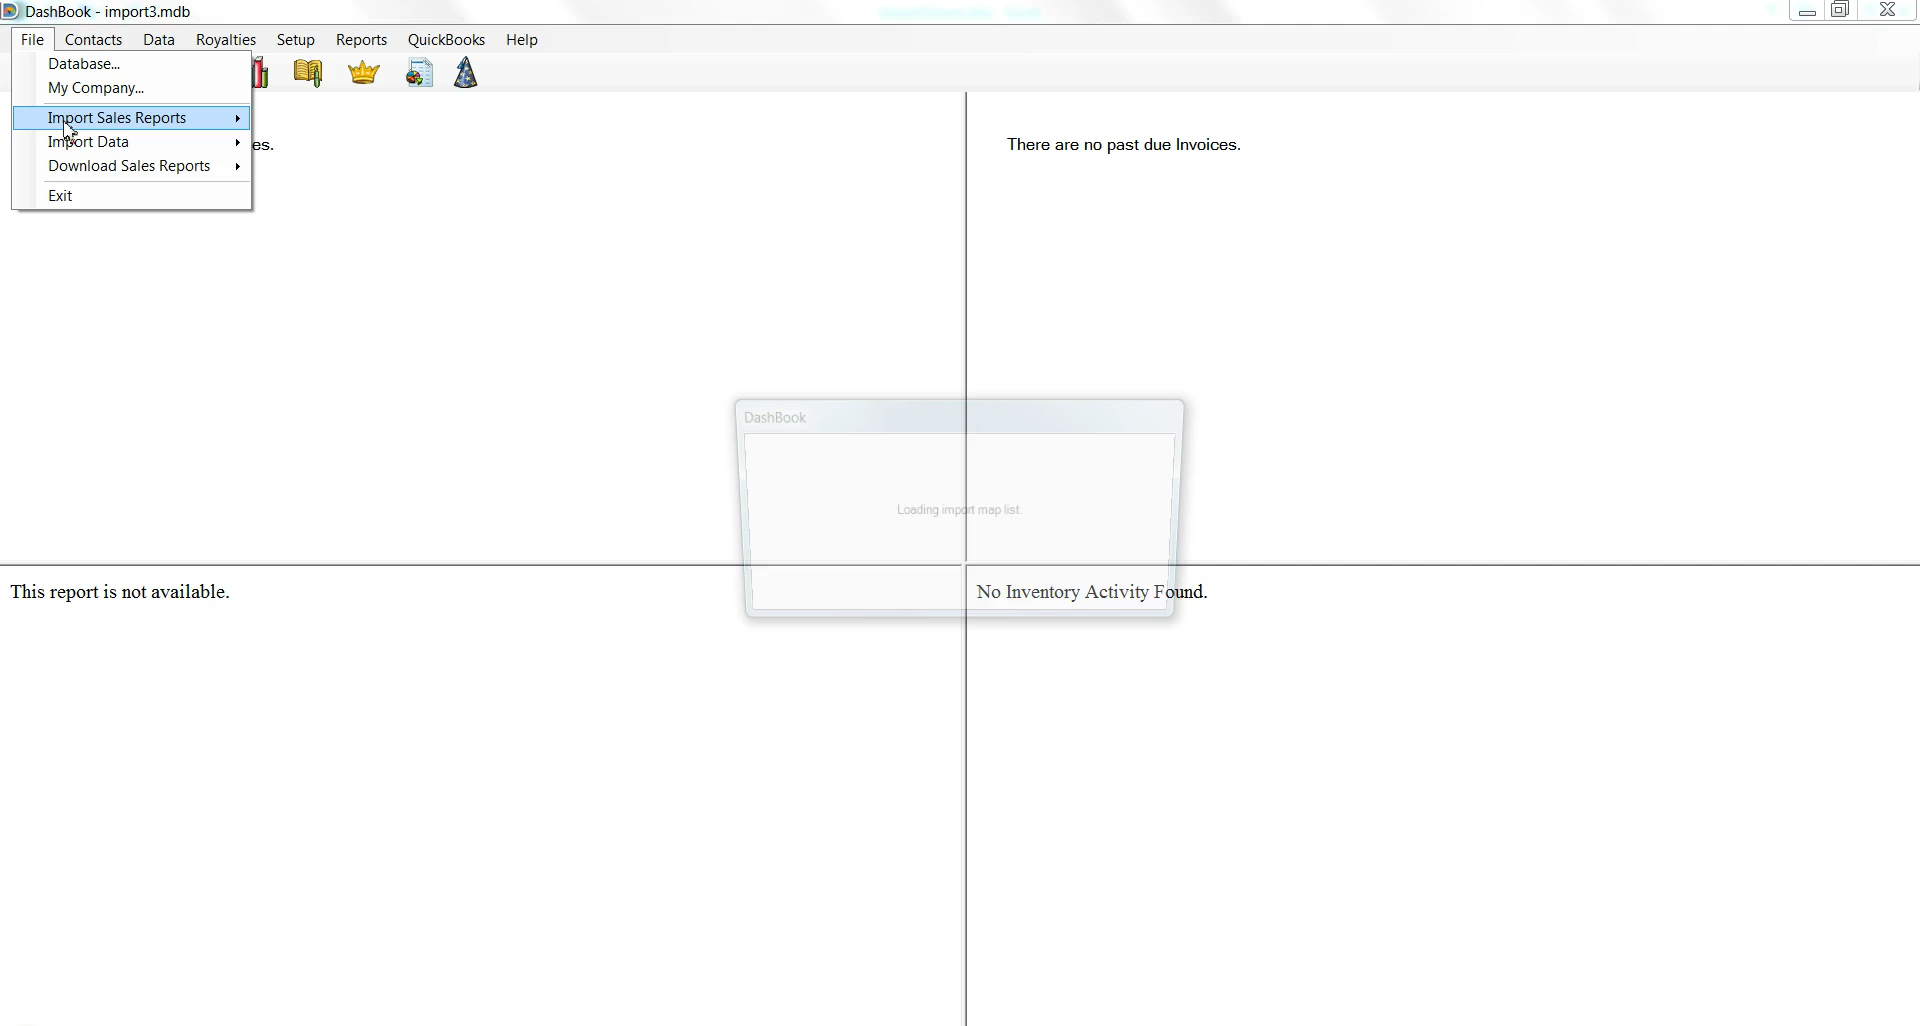 DashBook - import3.mdb
File Contacts Data Royalties Setup Reports QuickBooks Help
Database...
My Company...
Import Sales Reports
Import Data
Download Sales Reports
Exit
es.
There are no past due Invoices.
DashBook
Loading import map list.
This report is not available.
No Inventory Activity Found.